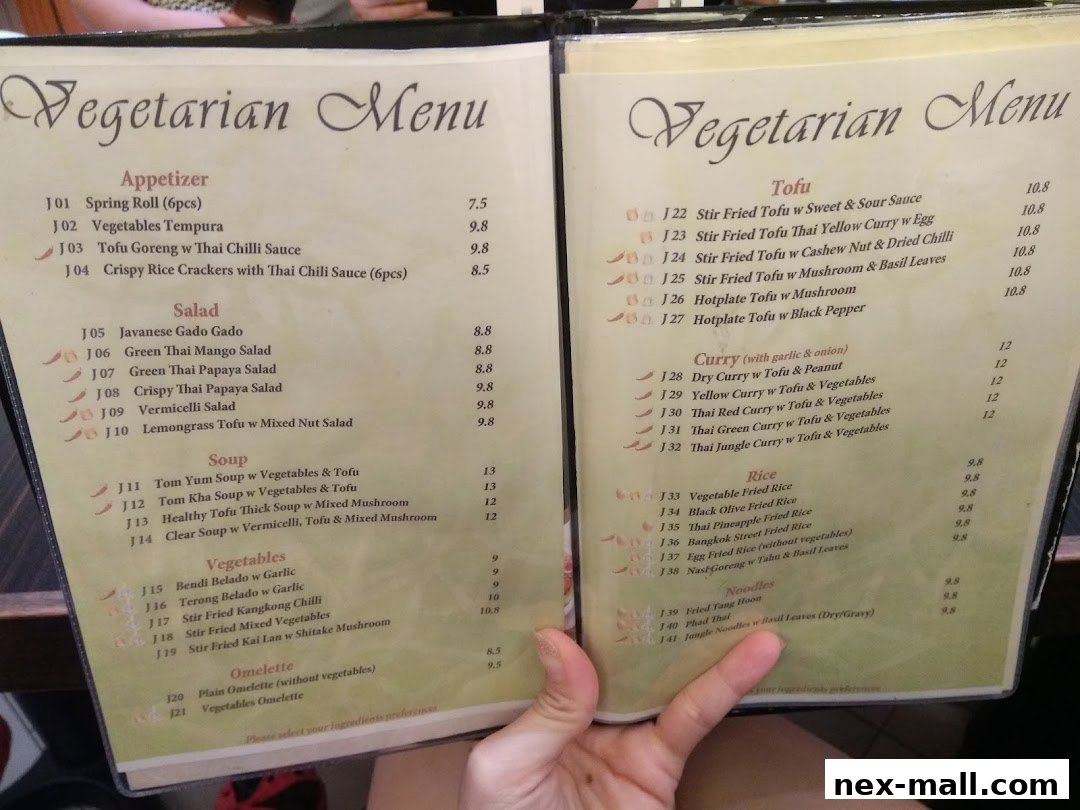 Vegetarian Menu
Appetizer
J 01 Spring Roll (6pcs) 7.5
J 02 Vegetables Tempura 9.8
J 03 Tofu Goreng w Thai Chilli Sauce 9.8
J 04 Crispy Rice Crackers with Thai Chili Sauce (6pcs) 8.5
Salad
J 05 Javanese Gado Gado 8.8
J 06 Green Thai Mango Salad 8.8
J 07 Green Thai Papaya Salad 8.8
J 08 Crispy Thai Papaya Salad 9.8
J 09 Vermicelli Salad 9.8
J 10 Lemongrass Tofu w Mixed Nut Salad 9.8
Soup
J 11 Tom Yum Soup w Vegetables & Tofu 13
J 12 Tom Kha Soup w Vegetables & Tofu 13
J 13 Healthy Tofu Thick Soup w Mixed Mushroom 12
J 14 Clear Soup w Vermicelli, Tofu & Mixed Mushroom 12
Vegetables
J 15 Bendi Belado w Garlic 9
J 16 Terong Belado w Garlic 9
J 17 Stir Fried Kangkong Chilli 9
J 18 Stir Fried Mixed Vegetables 10
J 19 Stir Fried Kai Lan w Shitake Mushroom 10.8
Omelette
J20 Plain Omelette (without vegetables) 8.5
J21 Vegetables Omelette 9.5
Please select your ingredients preferences
Vegetarian Menu
Tofu
J 22 Stir Fried Tofu w Sweet & Sour Sauce 10.8
J 23 Stir Fried Tofu Thai Yellow Curry w Egg 10.8
J 24 Stir Fried Tofu w Cashew Nut & Dried Chilli 10.8
J 25 Stir Fried Tofu w Mushroom & Basil Leaves 10.8
J 26 Hotplate Tofu w Mushroom 10.8
J 27 Hotplate Tofu w Black Pepper 10.8
Curry (with garlic & onion)
J 28 Dry Curry w Tofu & Peanut 12
J 29 Yellow Curry w Tofu & Vegetables 12
J 30 Thai Red Curry w Tofu & Vegetables 12
J 31 Thai Green Curry w Tofu & Vegetables 12
J 32 Thai Jungle Curry w Tofu & Vegetables 12
Rice
J 33 Vegetable Fried Rice 9.8
J 34 Black Olive Fried Rice 9.8
J 35 Thai Pineapple Fried Rice 9.8
J 36 Bangkok Street Fried Rice 9.8
J 37 Egg Fried Rice (without vegetables) 9.8
J 38 Nasi Goreng w Tahu & Basil Leaves 9.8
Noodles
J 39 Fried Tang Hoon 9.8
J 40 Phad Thai 9.8
J 41 Jungle Noodles w Basil Leaves (Dry/Gravy) 9.8
your ingredients preferences
nex-mall.com